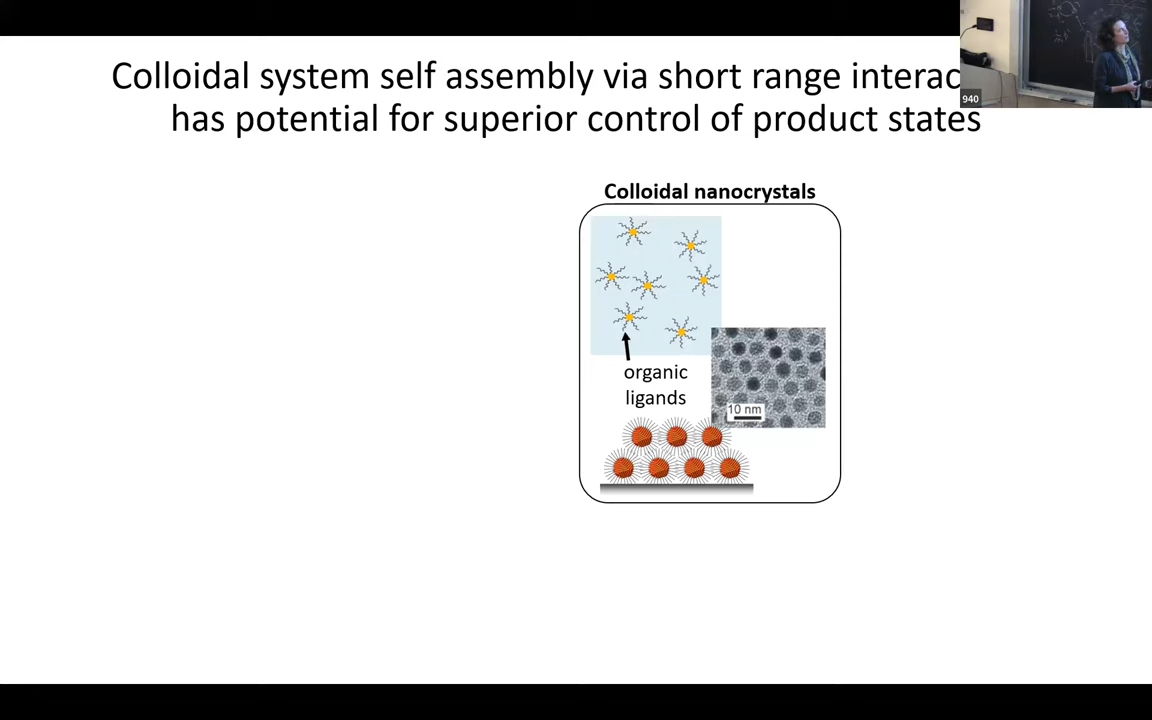 Colloidal system self assembly via short range
has potential for superior control of product states
940
Colloidal nanocrystals
organic
ligands
10 nm